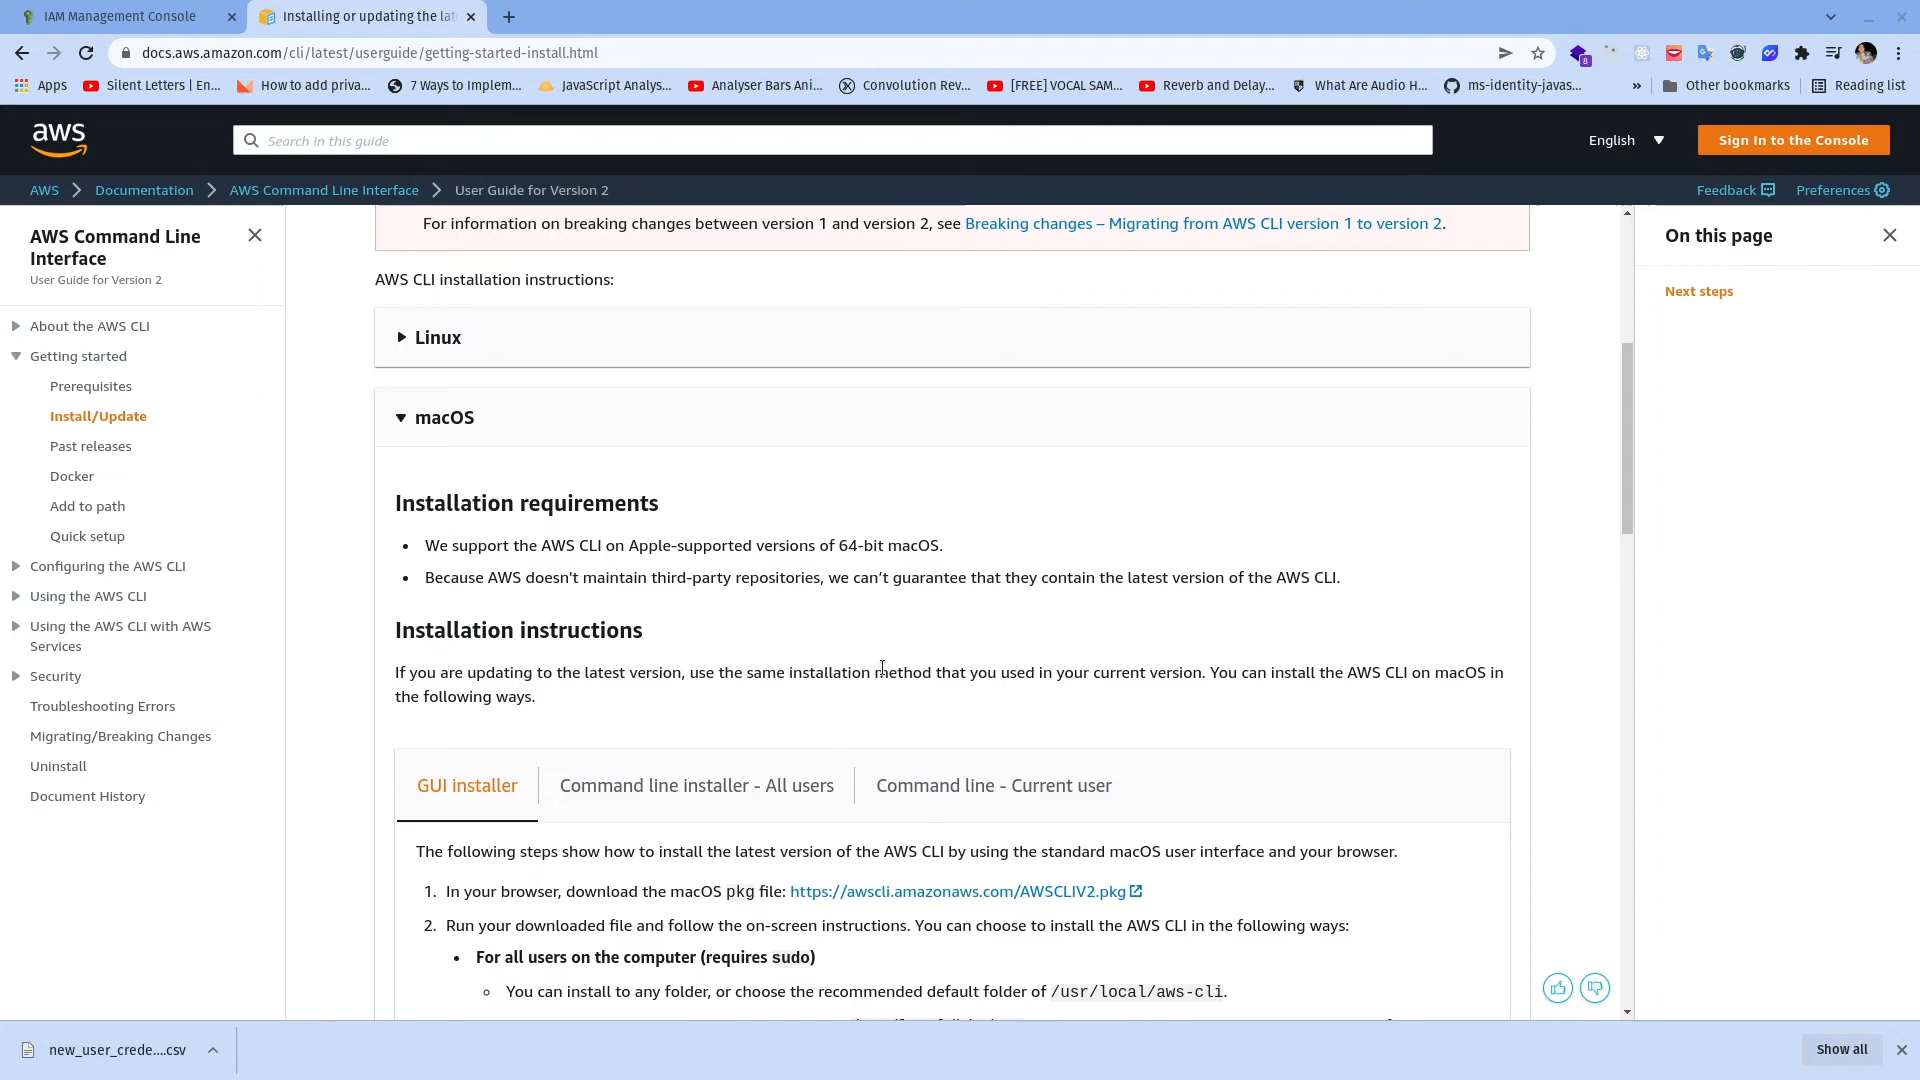 IAM Management Console
Installing or updating the lat
docs.aws.amazon.com/cli/latest/userguide/getting-started-install.html
8
Apps
Silent Letters | En...
How to add priva...
7 Ways to Implem...
JavaScript Analys...
Analyser Bars Ani...
Convolution Rev...
[FREE] VOCAL SAM...
Reverb and Delay...
What Are Audio H...
ms-identity-javas...
»
Other bookmarks
Reading list
aws
Search in this guide
English
Sign In to the Console
AWS
Documentation
AWS Command Line Interface
User Guide for Version 2
Feedback
Preferences
AWS Command Line
Interface
User Guide for Version 2
About the AWS CLI
Getting started
Prerequisites
Install/Update
Past releases
Docker
Add to path
Quick setup
Configuring the AWS CLI
Using the AWS CLI
Using the AWS CLI with AWS
Services
Security
Troubleshooting Errors
Migrating/Breaking Changes
Uninstall
Document History
For information on breaking changes between version 1 and version 2, see Breaking changes – Migrating from AWS CLI version 1 to version 2.
AWS CLI installation instructions:
Linux
macOS
Installation requirements
• We support the AWS CLI on Apple-supported versions of 64-bit macOS.
• Because AWS doesn't maintain third-party repositories, we can’t guarantee that they contain the latest version of the AWS CLI.
Installation instructions
If you are updating to the latest version, use the same installation method that you used in your current version. You can install the AWS CLI on macOS in
the following ways.
GUI installer
Command line installer - All users
Command line - Current user
The following steps show how to install the latest version of the AWS CLI by using the standard macOS user interface and your browser.
1. In your browser, download the macOS pkg file: https://awscli.amazonaws.com/AWSCLIV2.pkg
2. Run your downloaded file and follow the on-screen instructions. You can choose to install the AWS CLI in the following ways:
• For all users on the computer (requires sudo)
◦ You can install to any folder, or choose the recommended default folder of /usr/local/aws-cli.
On this page
Next steps
new_user_crede....csv
Show all